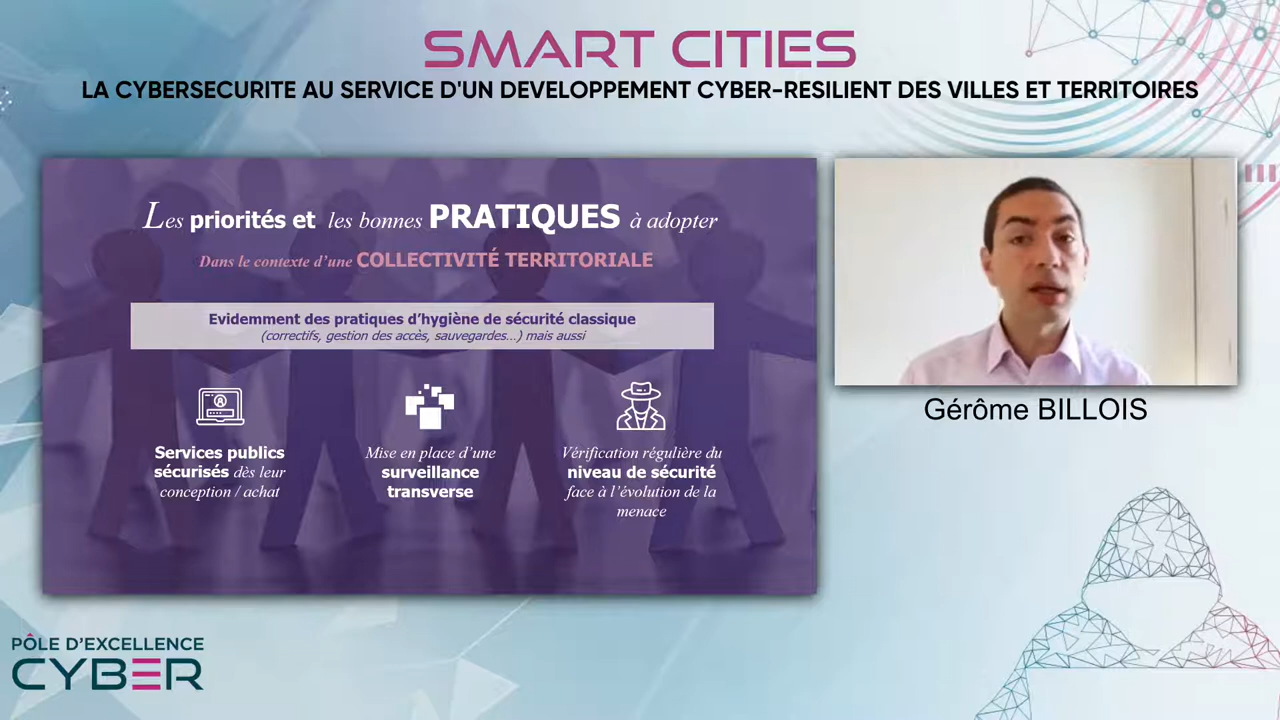 SMART CITIES
LA CYBERSECURITE AU SERVICE D'UN DEVELOPPEMENT CYBER-RESILIENT DES VILLES ET TERRITOIRES
Les priorités et les bonnes PRATIQUES à adopter
Dans le contexte d'une COLLECTIVITÉ TERRITORIALE
Evidemment des pratiques d'hygiène de sécurité classique
(correctifs, gestion des accès, sauvegardes...) mais aussi
Services publics
sécurisés dès leur
conception / achat
Mise en place d'une
surveillance
transverse
Vérification régulière du
niveau de sécurité
face à l'évolution de la
menace
Gérôme BILLOIS
PÔLE D'EXCELLENCE
CYBER